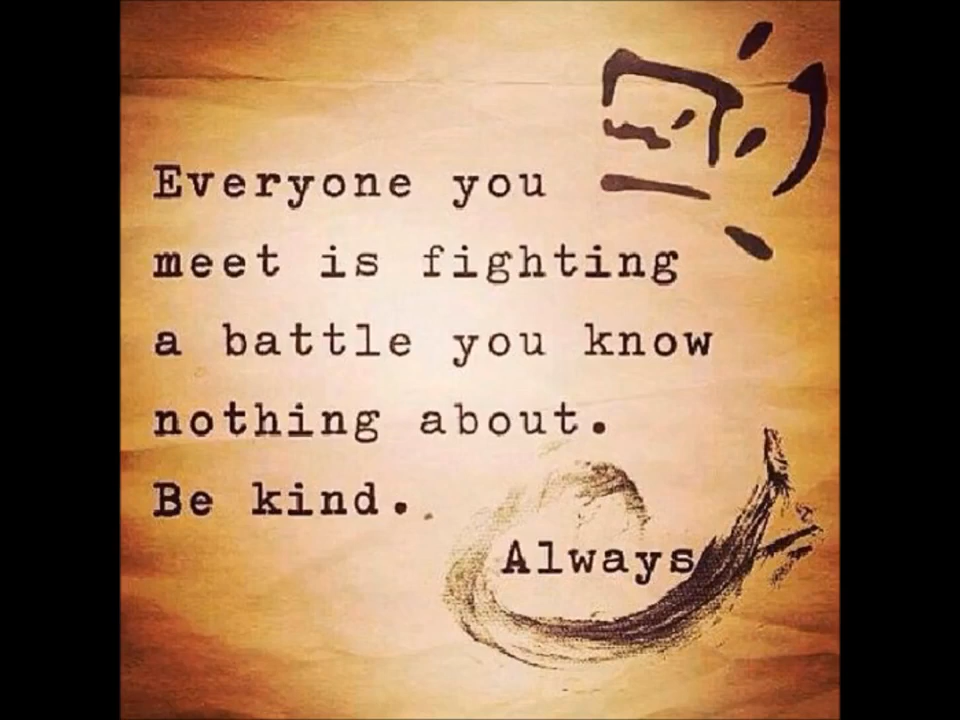 Everyone you
meet is fighting
a battle you know
nothing about.
Be kind.
Always